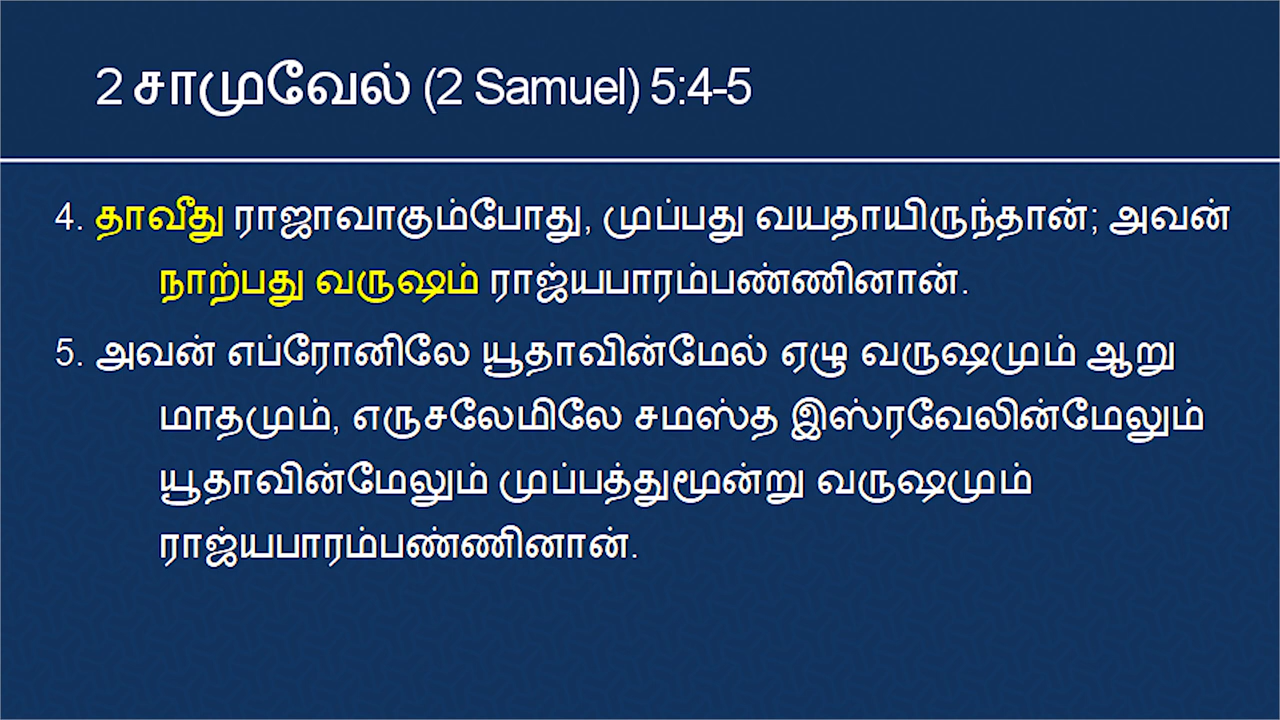 2 சாமுவேல் (2 Samuel) 5:4-5
4. தாவீது ராஜாவாகும்போது, முப்பது வயதாயிருந்தான்; அவன்
நாற்பது வருஷம் ராஜ்யபாரம்பண்ணினான்.
5. அவன் எப்ரோனிலே யூதாவின்மேல் ஏழு வருஷமும் ஆறு
மாதமும், எருசலேமிலே சமஸ்த இஸ்ரவேலின்மேலும்
யூதாவின்மேலும் முப்பத்துமூன்று வருஷமும்
ராஜ்யபாரம்பண்ணினான்.